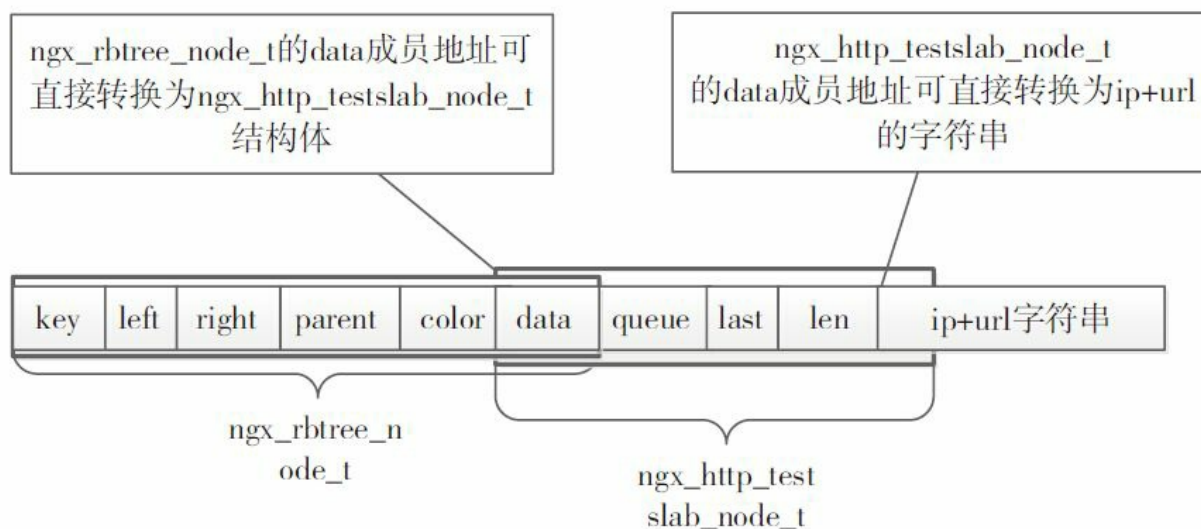 ngx_rbtree_node_t的data成员地址可
直接转换为ngx_http_testslab_node_t
结构体
ngx_http_testslab_node_t
的data成员地址可直接转换为ip+url
的字符串
key left right parent color data queue last len ip+url字符串
ngx_rbtree_n
ode_t
ngx_http_test
slab_node_t